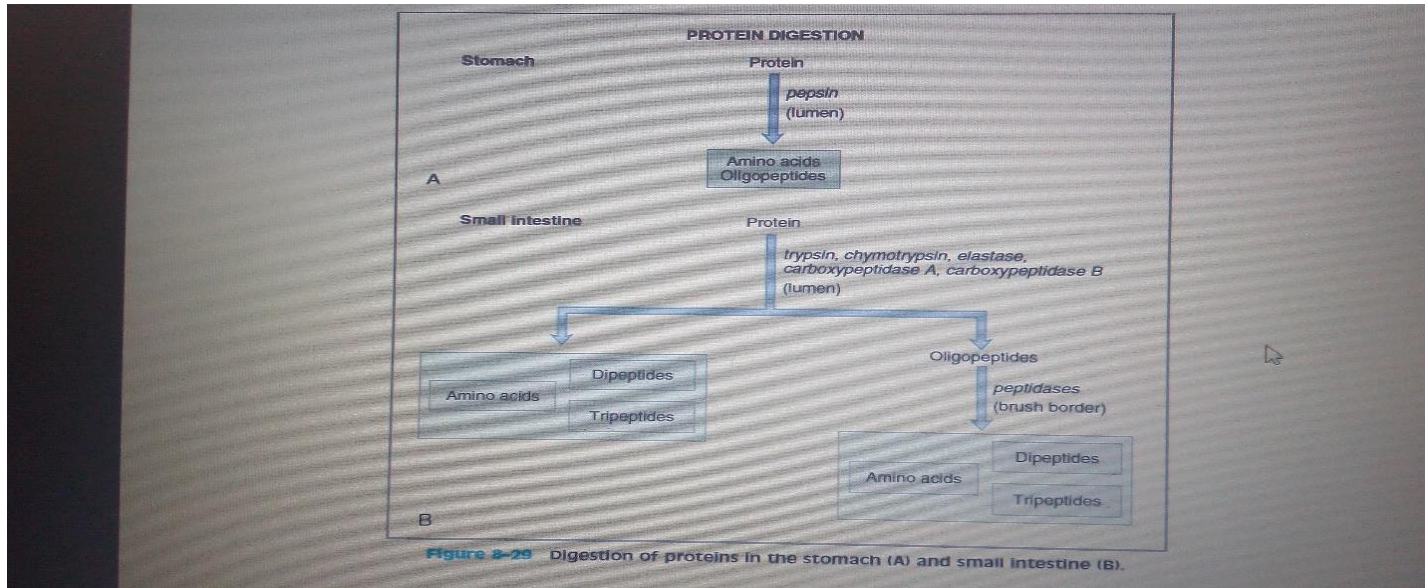 PROTEIN DIGESTION
Stomach
Protein
pepsin
(lumen)
Amino acids
Oligopeptides
A
Small intestine
Protein
trypsin, chymotrypsin, elastase,
carboxypeptidase A, carboxypeptidase B
(lumen)
Oligopeptides
Dipeptides
Amino acids
Tripeptides
peptidases
(brush border)
Dipeptides
Amino acids
Tripeptides
B
Figure 8-29 Digestion of proteins in the stomach (A) and small intestine (B).